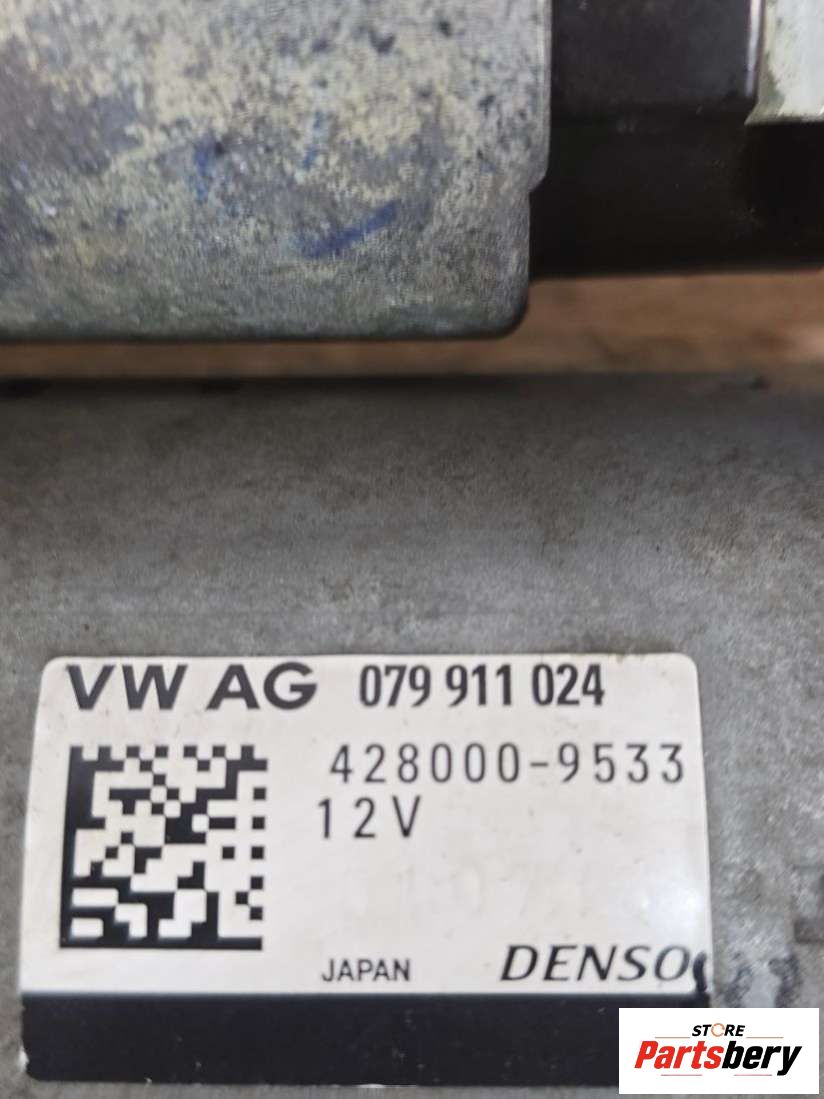 VW AG 079 911 024
428000-9533
12V
JAPAN DENSO
STORE
Partsbery